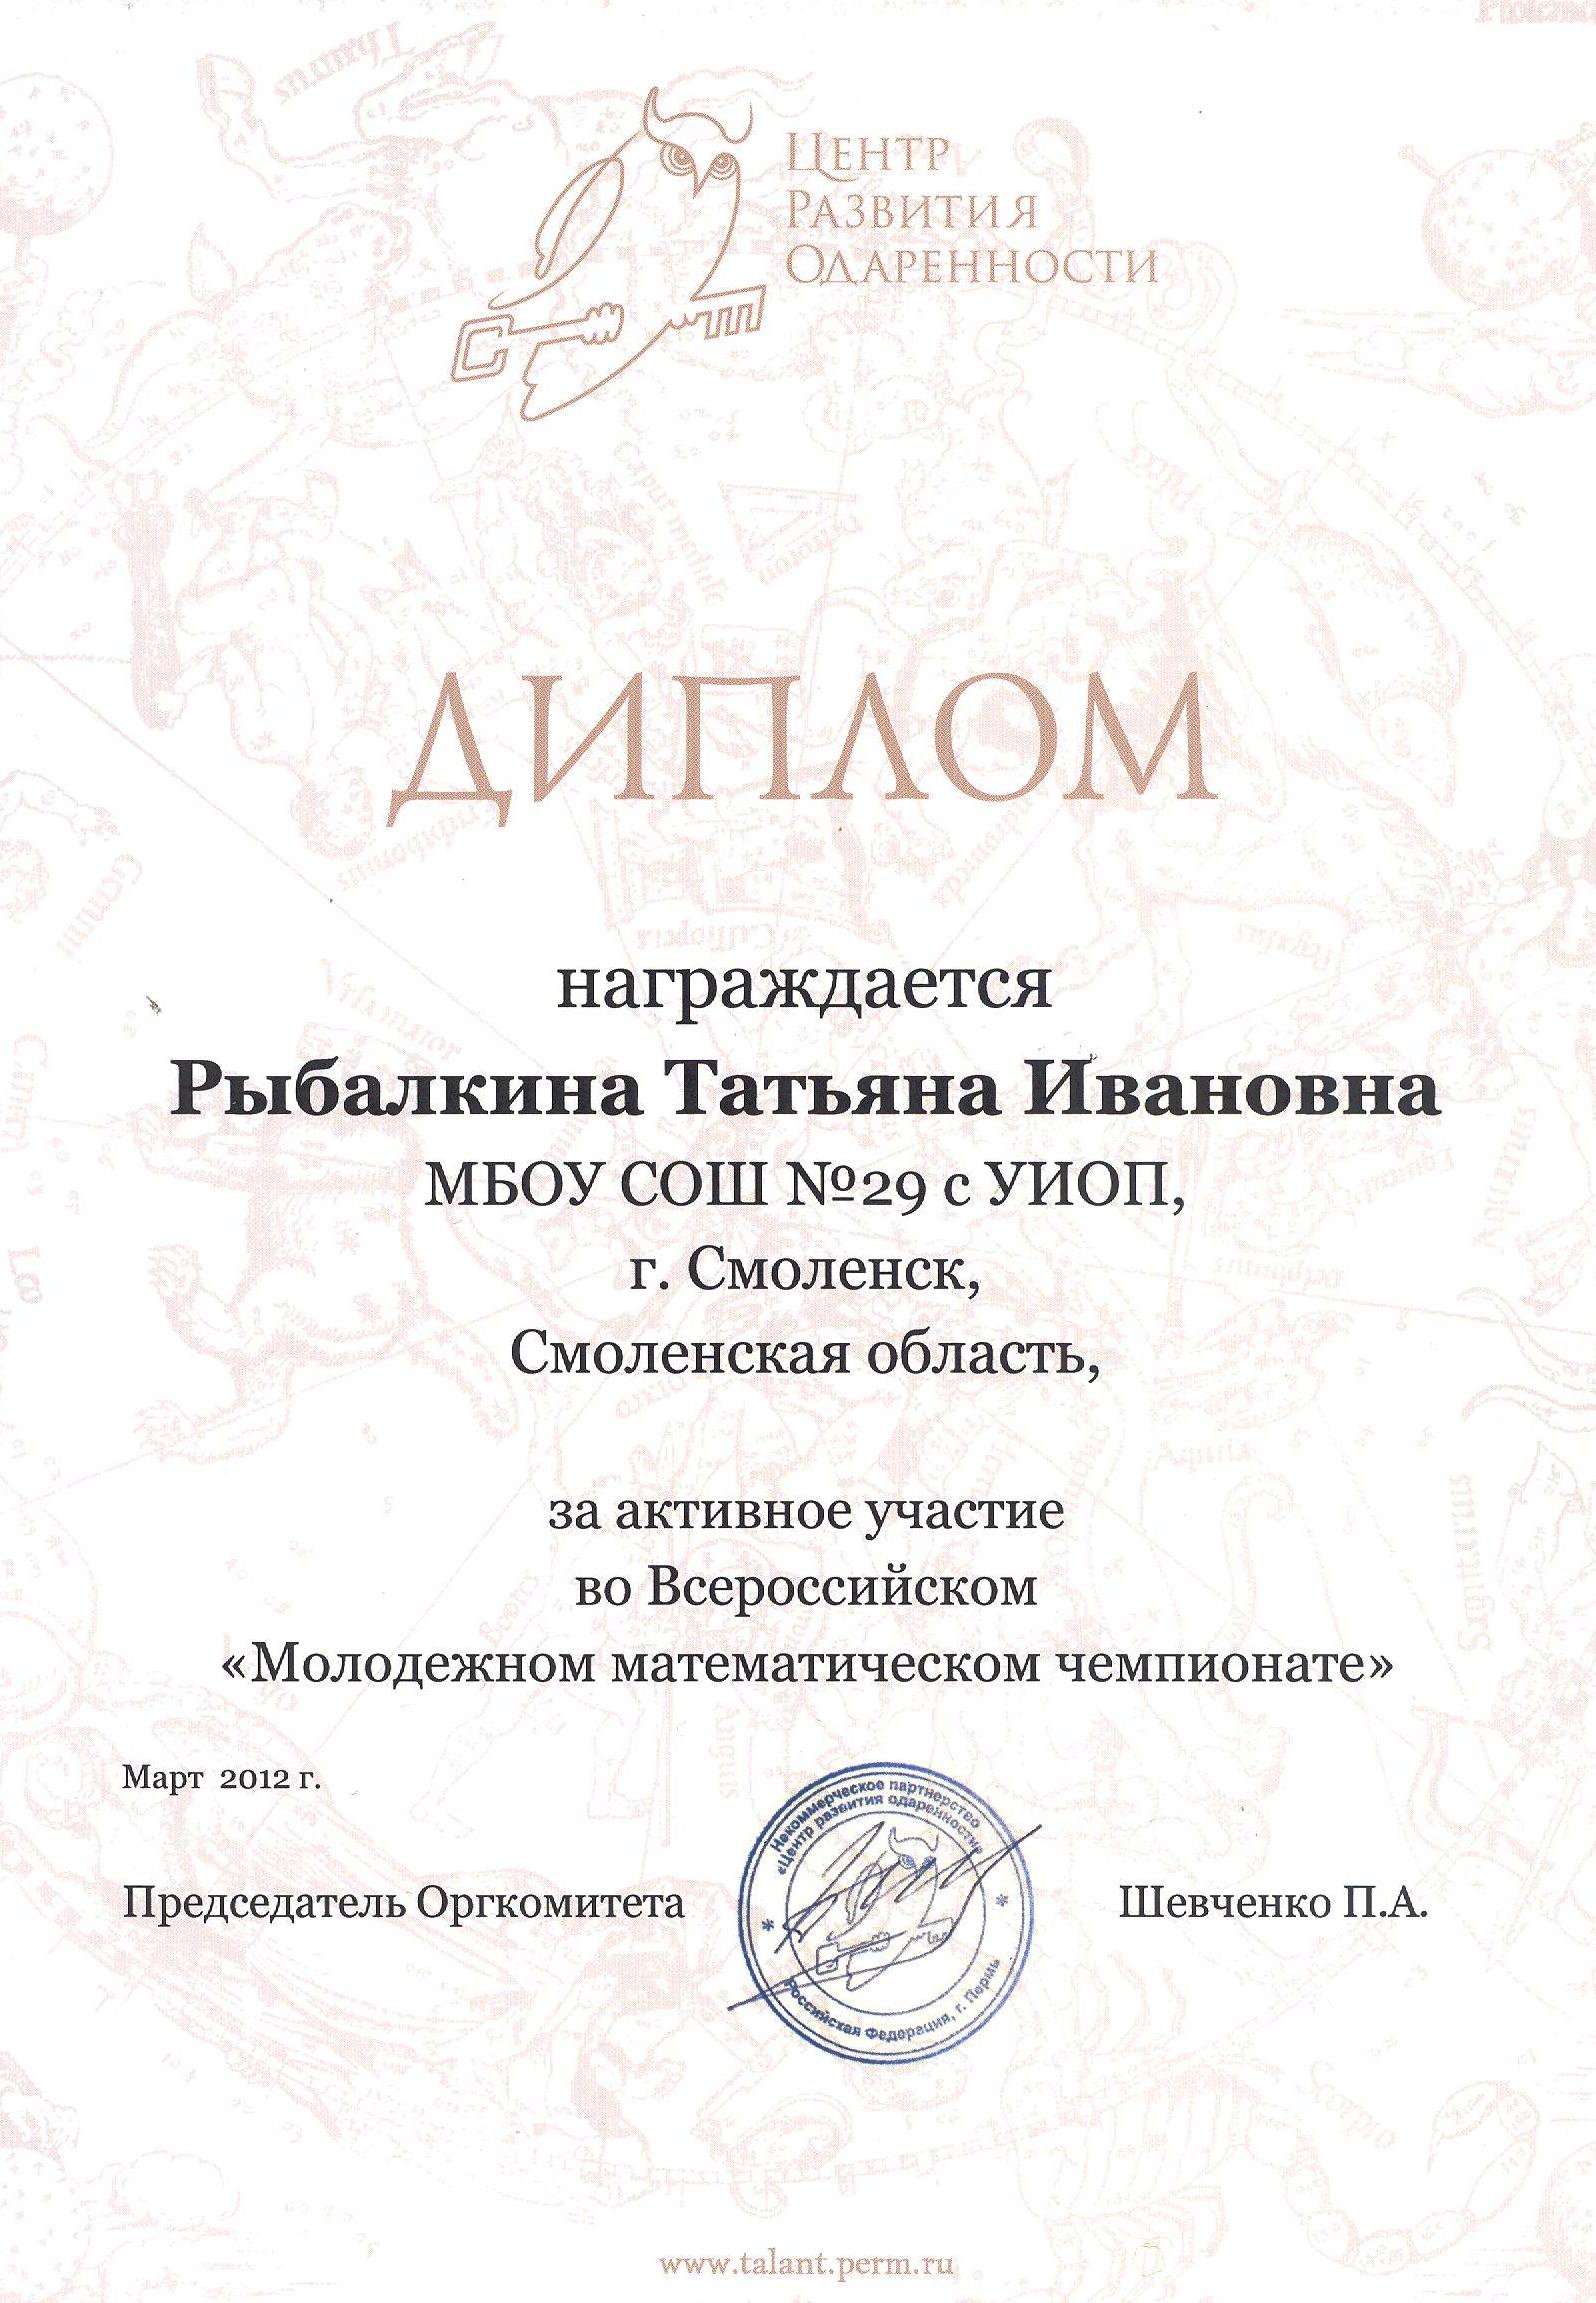 Центр
Развития
Одаренности
ДИПЛОМ
награждается
Рыбалкина Татьяна Ивановна
МБОУ СОШ №29 с УИОП,
г. Смоленск,
Смоленская область,
за активное участие
во Всероссийском
«Молодежном математическом чемпионате»
Март 2012 г.
Некоммерческое партнерство
«Центр развития одаренности»
Российская Федерация, г. Пермь
Председатель Оргкомитета
Шевченко П.А.
www.talant.perm.ru